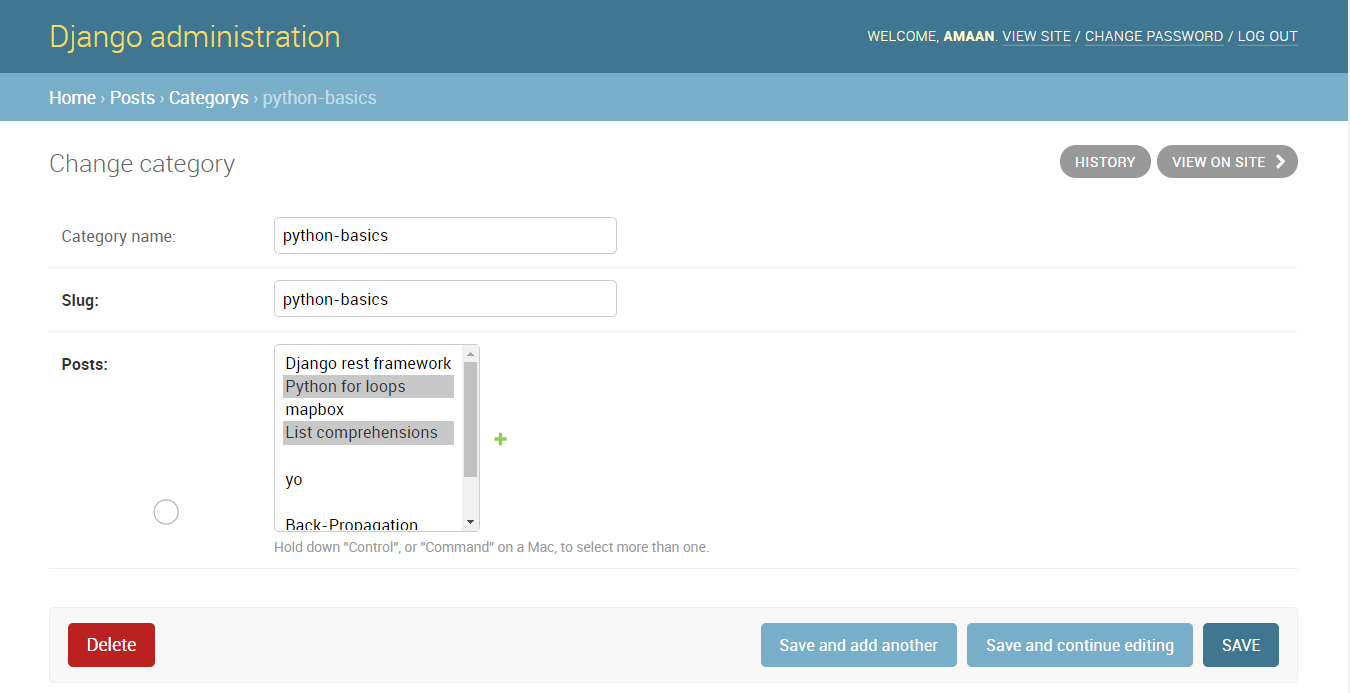 Django administration
WELCOME, AMAAN. VIEW SITE / CHANGE PASSWORD / LOG OUT
Home › Posts › Categorys › python-basics
Change category
HISTORY
VIEW ON SITE
Category name:
python-basics
Slug:
python-basics
Posts:
Django rest framework
Python for loops
mapbox
List comprehensions
yo
Back-Propagation
Hold down "Control", or "Command" on a Mac, to select more than one.
Delete
Save and add another
Save and continue editing
SAVE